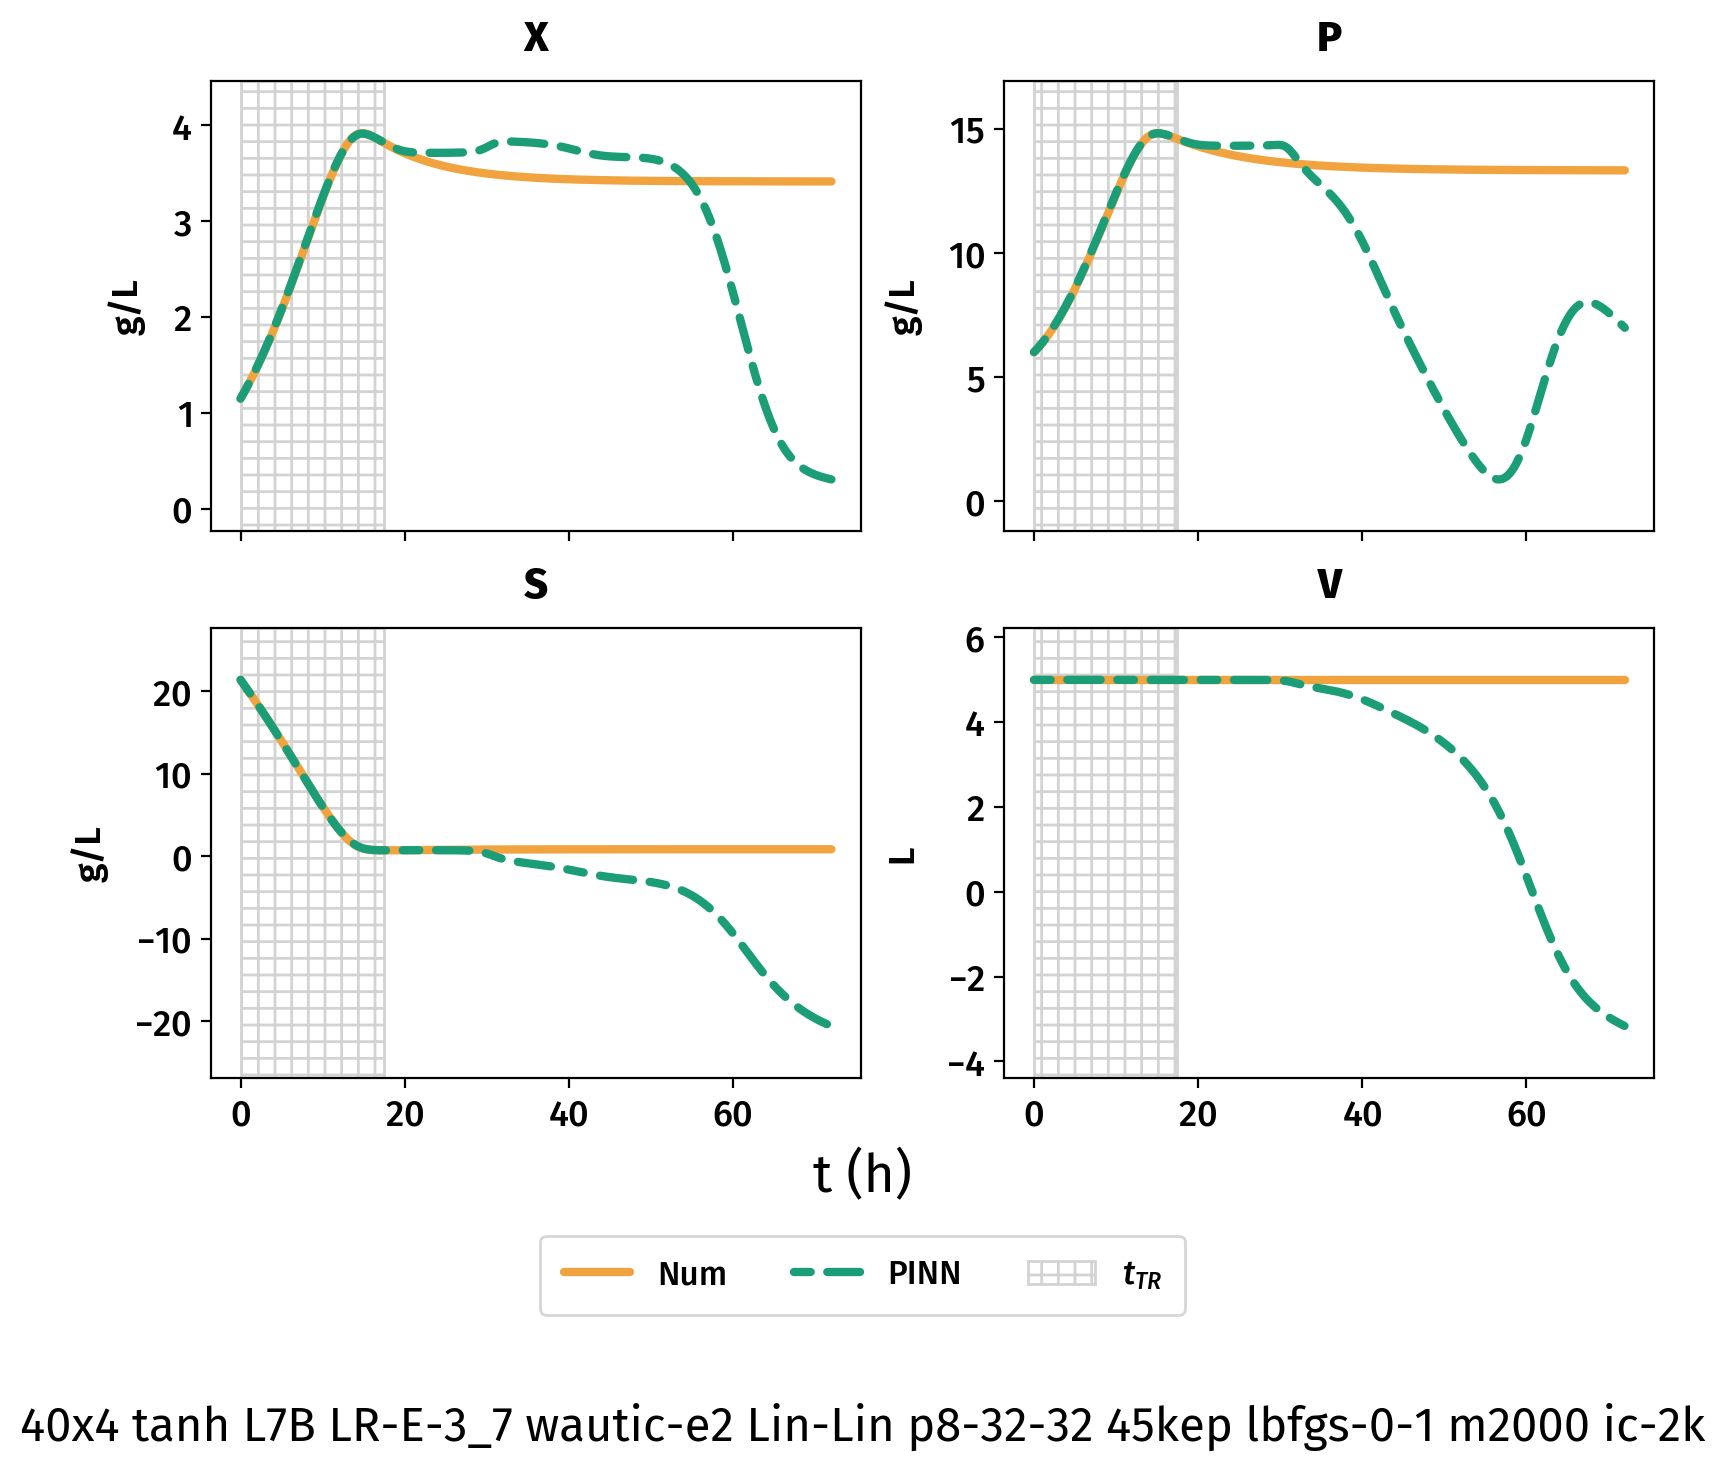 X
P
4
3
2
1
0
g/L
15
10
5
0
g/L
S
V
20
10
0
−10
−20
g/L
6
4
2
0
−2
−4
L
0 20 40 60
0 20 40 60
t (h)
Num PINN t_TR
40x4 tanh L7B LR-E-3_7 wautic-e2 Lin-Lin p8-32-32 45kep lbfgs-0-1 m2000 ic-2k